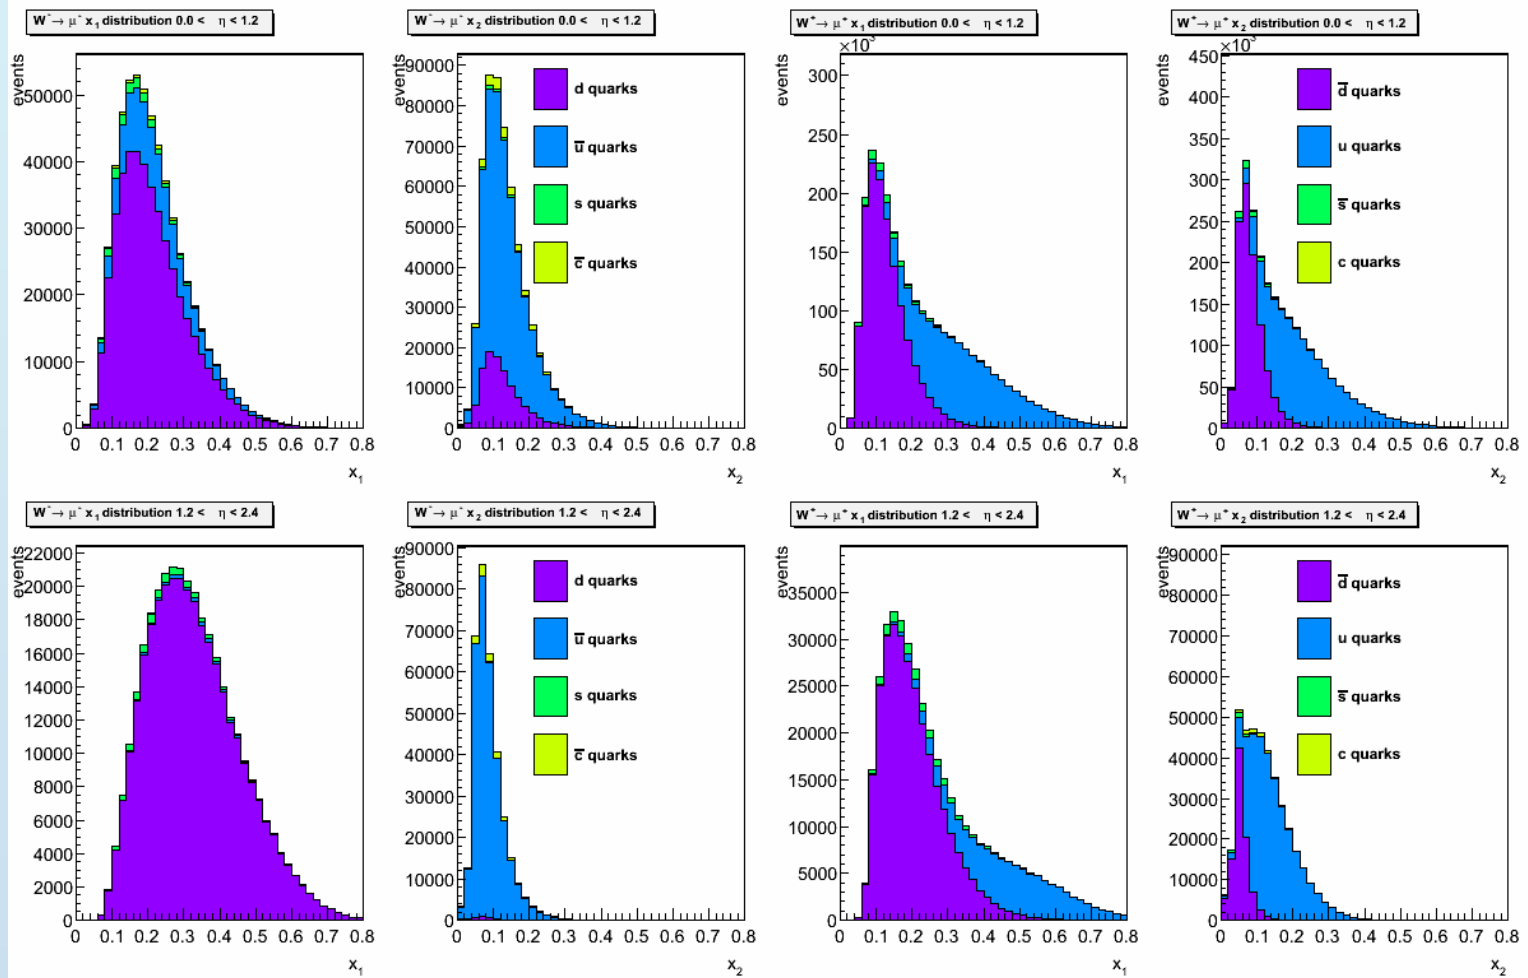 W⁻→ μ⁻ x₁ distribution 0.0 < η < 1.2
events
50000
40000
30000
20000
10000
0
0 0.1 0.2 0.3 0.4 0.5 0.6 0.7 0.8
x₁
W⁻→ μ⁻ x₂ distribution 0.0 < η < 1.2
events
90000
80000
70000
60000
50000
40000
30000
20000
10000
0
d quarks
u̅ quarks
s quarks
c̅ quarks
0 0.1 0.2 0.3 0.4 0.5 0.6 0.7 0.8
x₂
W⁺→ μ⁺ x₁ distribution 0.0 < η < 1.2
×10³
events
300
250
200
150
100
50
0
0 0.1 0.2 0.3 0.4 0.5 0.6 0.7 0.8
x₁
W⁺→ μ⁺ x₂ distribution 0.0 < η < 1.2
×10³
events
450
400
350
300
250
200
150
100
50
0
d̅ quarks
u quarks
s̅ quarks
c quarks
0 0.1 0.2 0.3 0.4 0.5 0.6 0.7 0.8
x₂
W⁻→ μ⁻ x₁ distribution 1.2 < η < 2.4
events
22000
20000
18000
16000
14000
12000
10000
8000
6000
4000
2000
0
0 0.1 0.2 0.3 0.4 0.5 0.6 0.7 0.8
x₁
W⁻→ μ⁻ x₂ distribution 1.2 < η < 2.4
events
90000
80000
70000
60000
50000
40000
30000
20000
10000
0
d quarks
u̅ quarks
s quarks
c̅ quarks
0 0.1 0.2 0.3 0.4 0.5 0.6 0.7 0.8
x₂
W⁺→ μ⁺ x₁ distribution 1.2 < η < 2.4
events
35000
30000
25000
20000
15000
10000
5000
0
0 0.1 0.2 0.3 0.4 0.5 0.6 0.7 0.8
x₁
W⁺→ μ⁺ x₂ distribution 1.2 < η < 2.4
events
90000
80000
70000
60000
50000
40000
30000
20000
10000
0
d̅ quarks
u quarks
s̅ quarks
c quarks
0 0.1 0.2 0.3 0.4 0.5 0.6 0.7 0.8
x₂